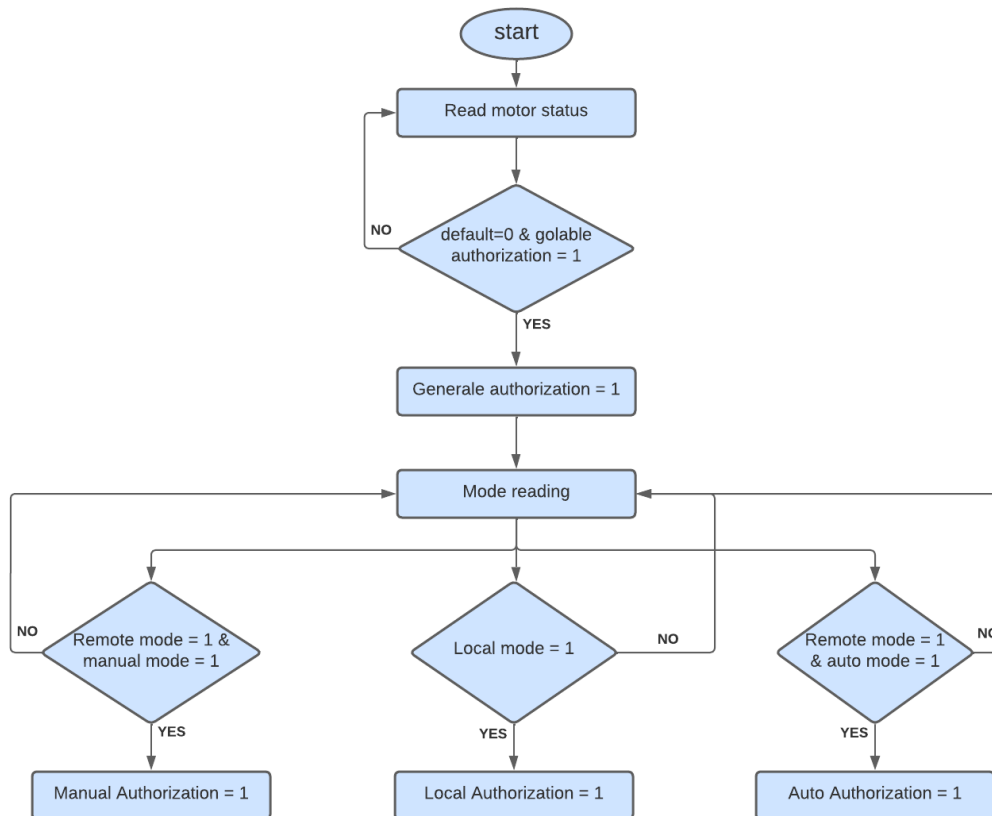 start
Read motor status
NO
default=0 & golable
authorization = 1
YES
Generale authorization = 1
Mode reading
NO
Remote mode = 1 &
manual mode = 1
Local mode = 1
NO
Remote mode = 1
& auto mode = 1
NO
YES
YES
YES
Manual Authorization = 1
Local Authorization = 1
Auto Authorization = 1